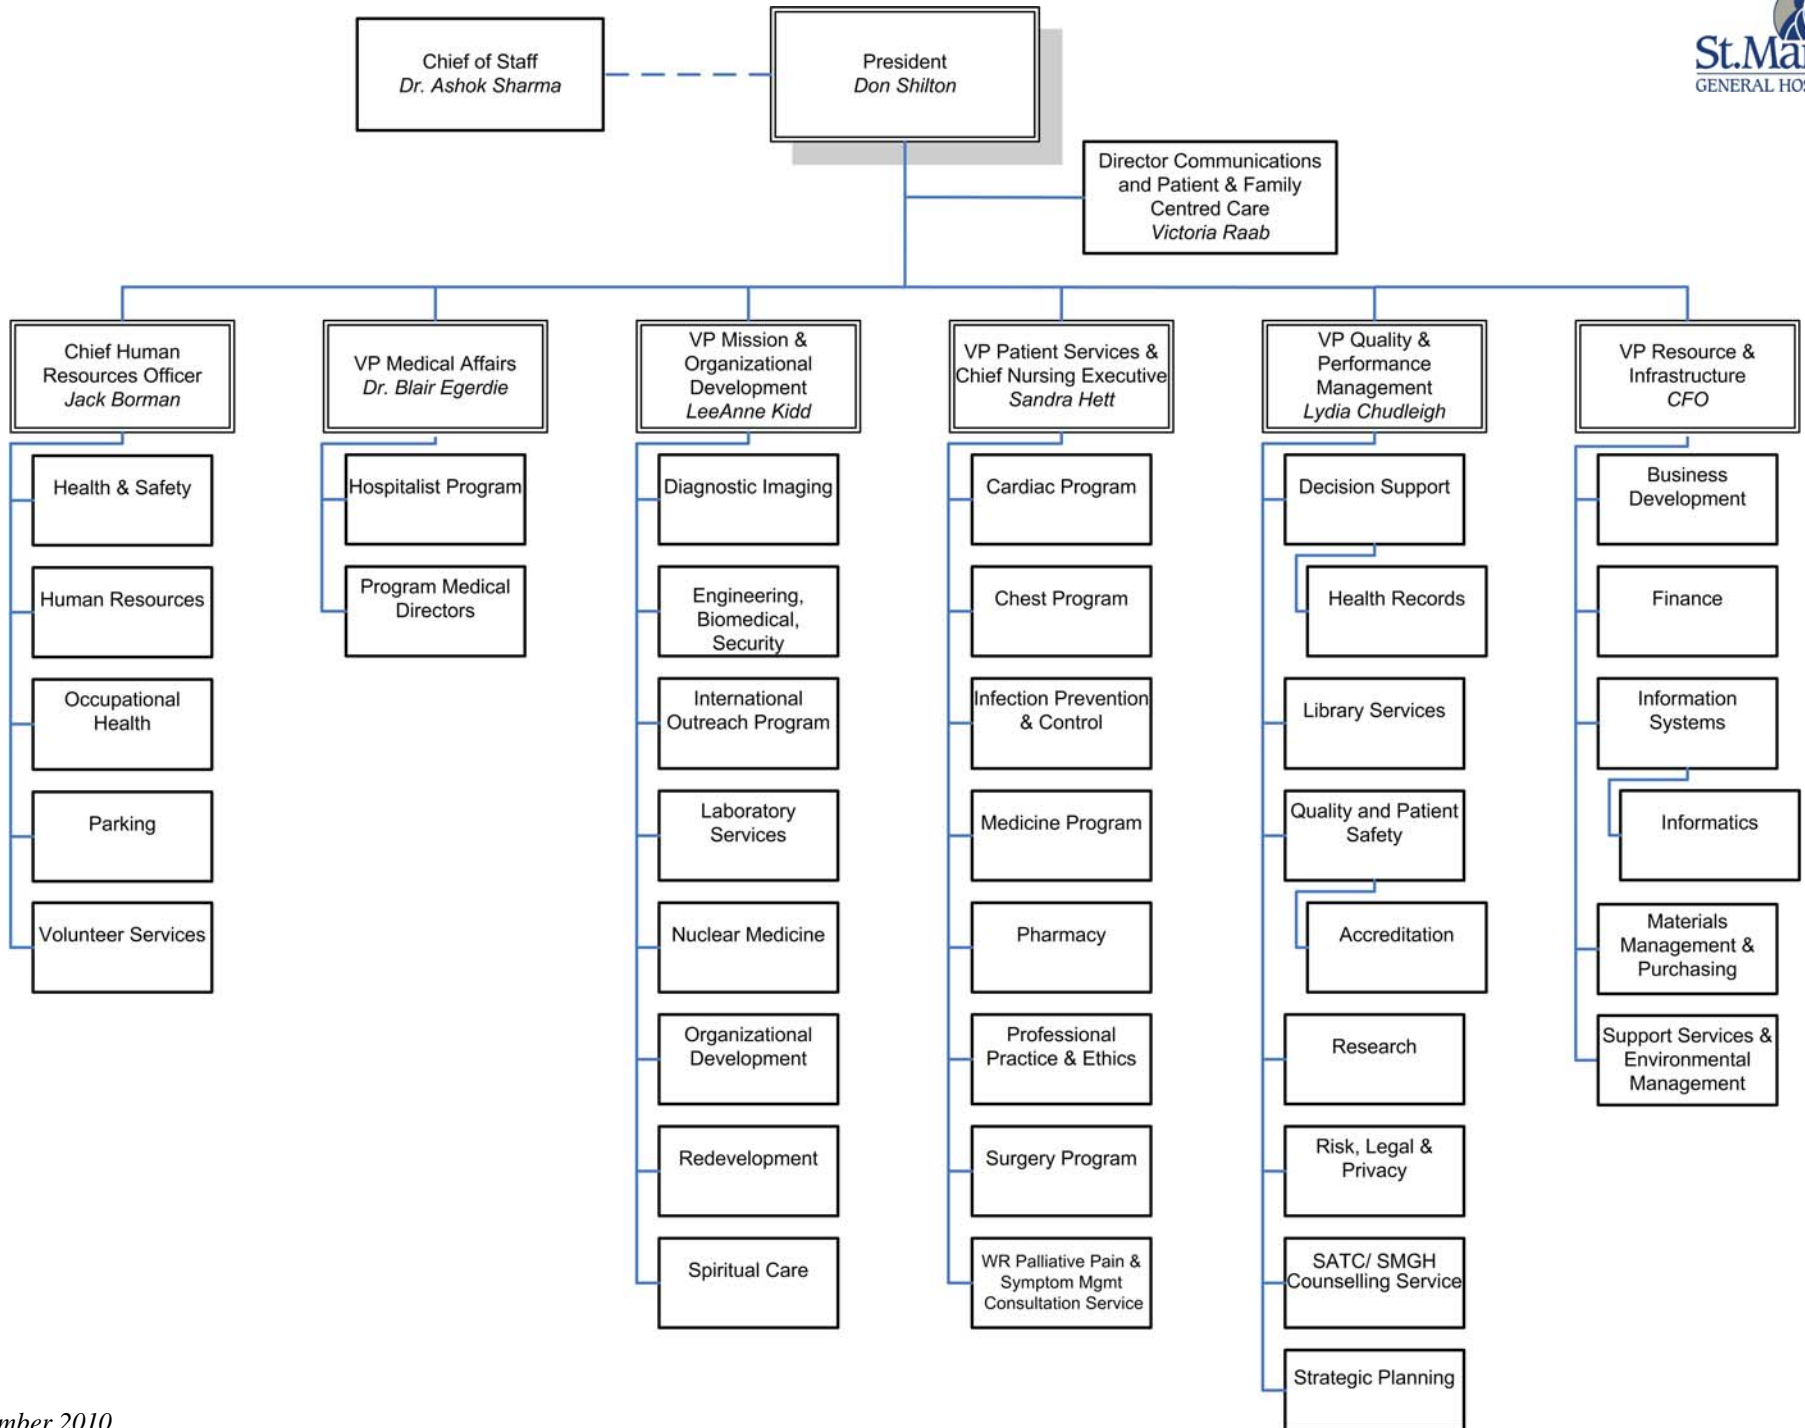 St.Mar
GENERAL HOS
Chief of Staff
Dr. Ashok Sharma
President
Don Shilton
Director Communications
and Patient & Family
Centred Care
Victoria Raab
Chief Human
Resources Officer
Jack Borman
VP Medical Affairs
Dr. Blair Egerdie
VP Mission &
Organizational
Development
LeeAnne Kidd
VP Patient Services &
Chief Nursing Executive
Sandra Hett
VP Quality &
Performance
Management
Lydia Chudleigh
VP Resource &
Infrastructure
CFO
Health & Safety
Human Resources
Occupational
Health
Parking
Volunteer Services
Hospitalist Program
Program Medical
Directors
Diagnostic Imaging
Engineering,
Biomedical,
Security
International
Outreach Program
Laboratory
Services
Nuclear Medicine
Organizational
Development
Redevelopment
Spiritual Care
Cardiac Program
Chest Program
Infection Prevention
& Control
Medicine Program
Pharmacy
Professional
Practice & Ethics
Surgery Program
WR Palliative Pain &
Symptom Mgmt
Consultation Service
Decision Support
Health Records
Library Services
Quality and Patient
Safety
Accreditation
Research
Risk, Legal &
Privacy
SATC/ SMGH
Counselling Service
Strategic Planning
Business
Development
Finance
Information
Systems
Informatics
Materials
Management &
Purchasing
Support Services &
Environmental
Management
mber 2010